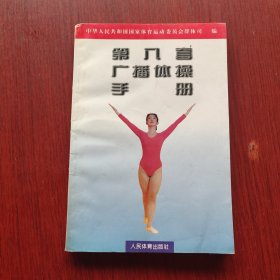 中华人民共和国国家体育运动委员会群体司 编
第八套
广播体操
手册
人民体育出版社